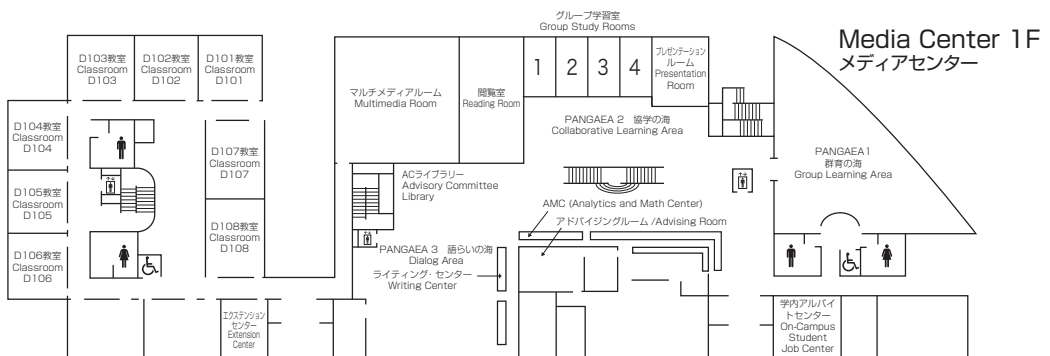 Media Center 1F
メディアセンター
グループ学習室
Group Study Rooms
D103教室
Classroom
D103
D102教室
Classroom
D102
D101教室
Classroom
D101
マルチメディアルーム
Multimedia Room
閲覧室
Reading Room
1
2
3
4
プレゼンテーション
ルーム
Presentation
Room
D104教室
Classroom
D104
D107教室
Classroom
D107
PANGAEA 2 協学の海
Collaborative Learning Area
PANGAEA1
群育の海
Group Learning Area
D105教室
Classroom
D105
ACライブラリー
Advisory Committee
Library
AMC (Analytics and Math Center)
アドバイジングルーム /Advising Room
D108教室
Classroom
D108
D106教室
Classroom
D106
PANGAEA 3 語らいの海
Dialog Area
ライティング・センター
Writing Center
エクステンション
センター
Extension
Center
学内アルバイ
トセンター
On-Campus
Student
Job Center